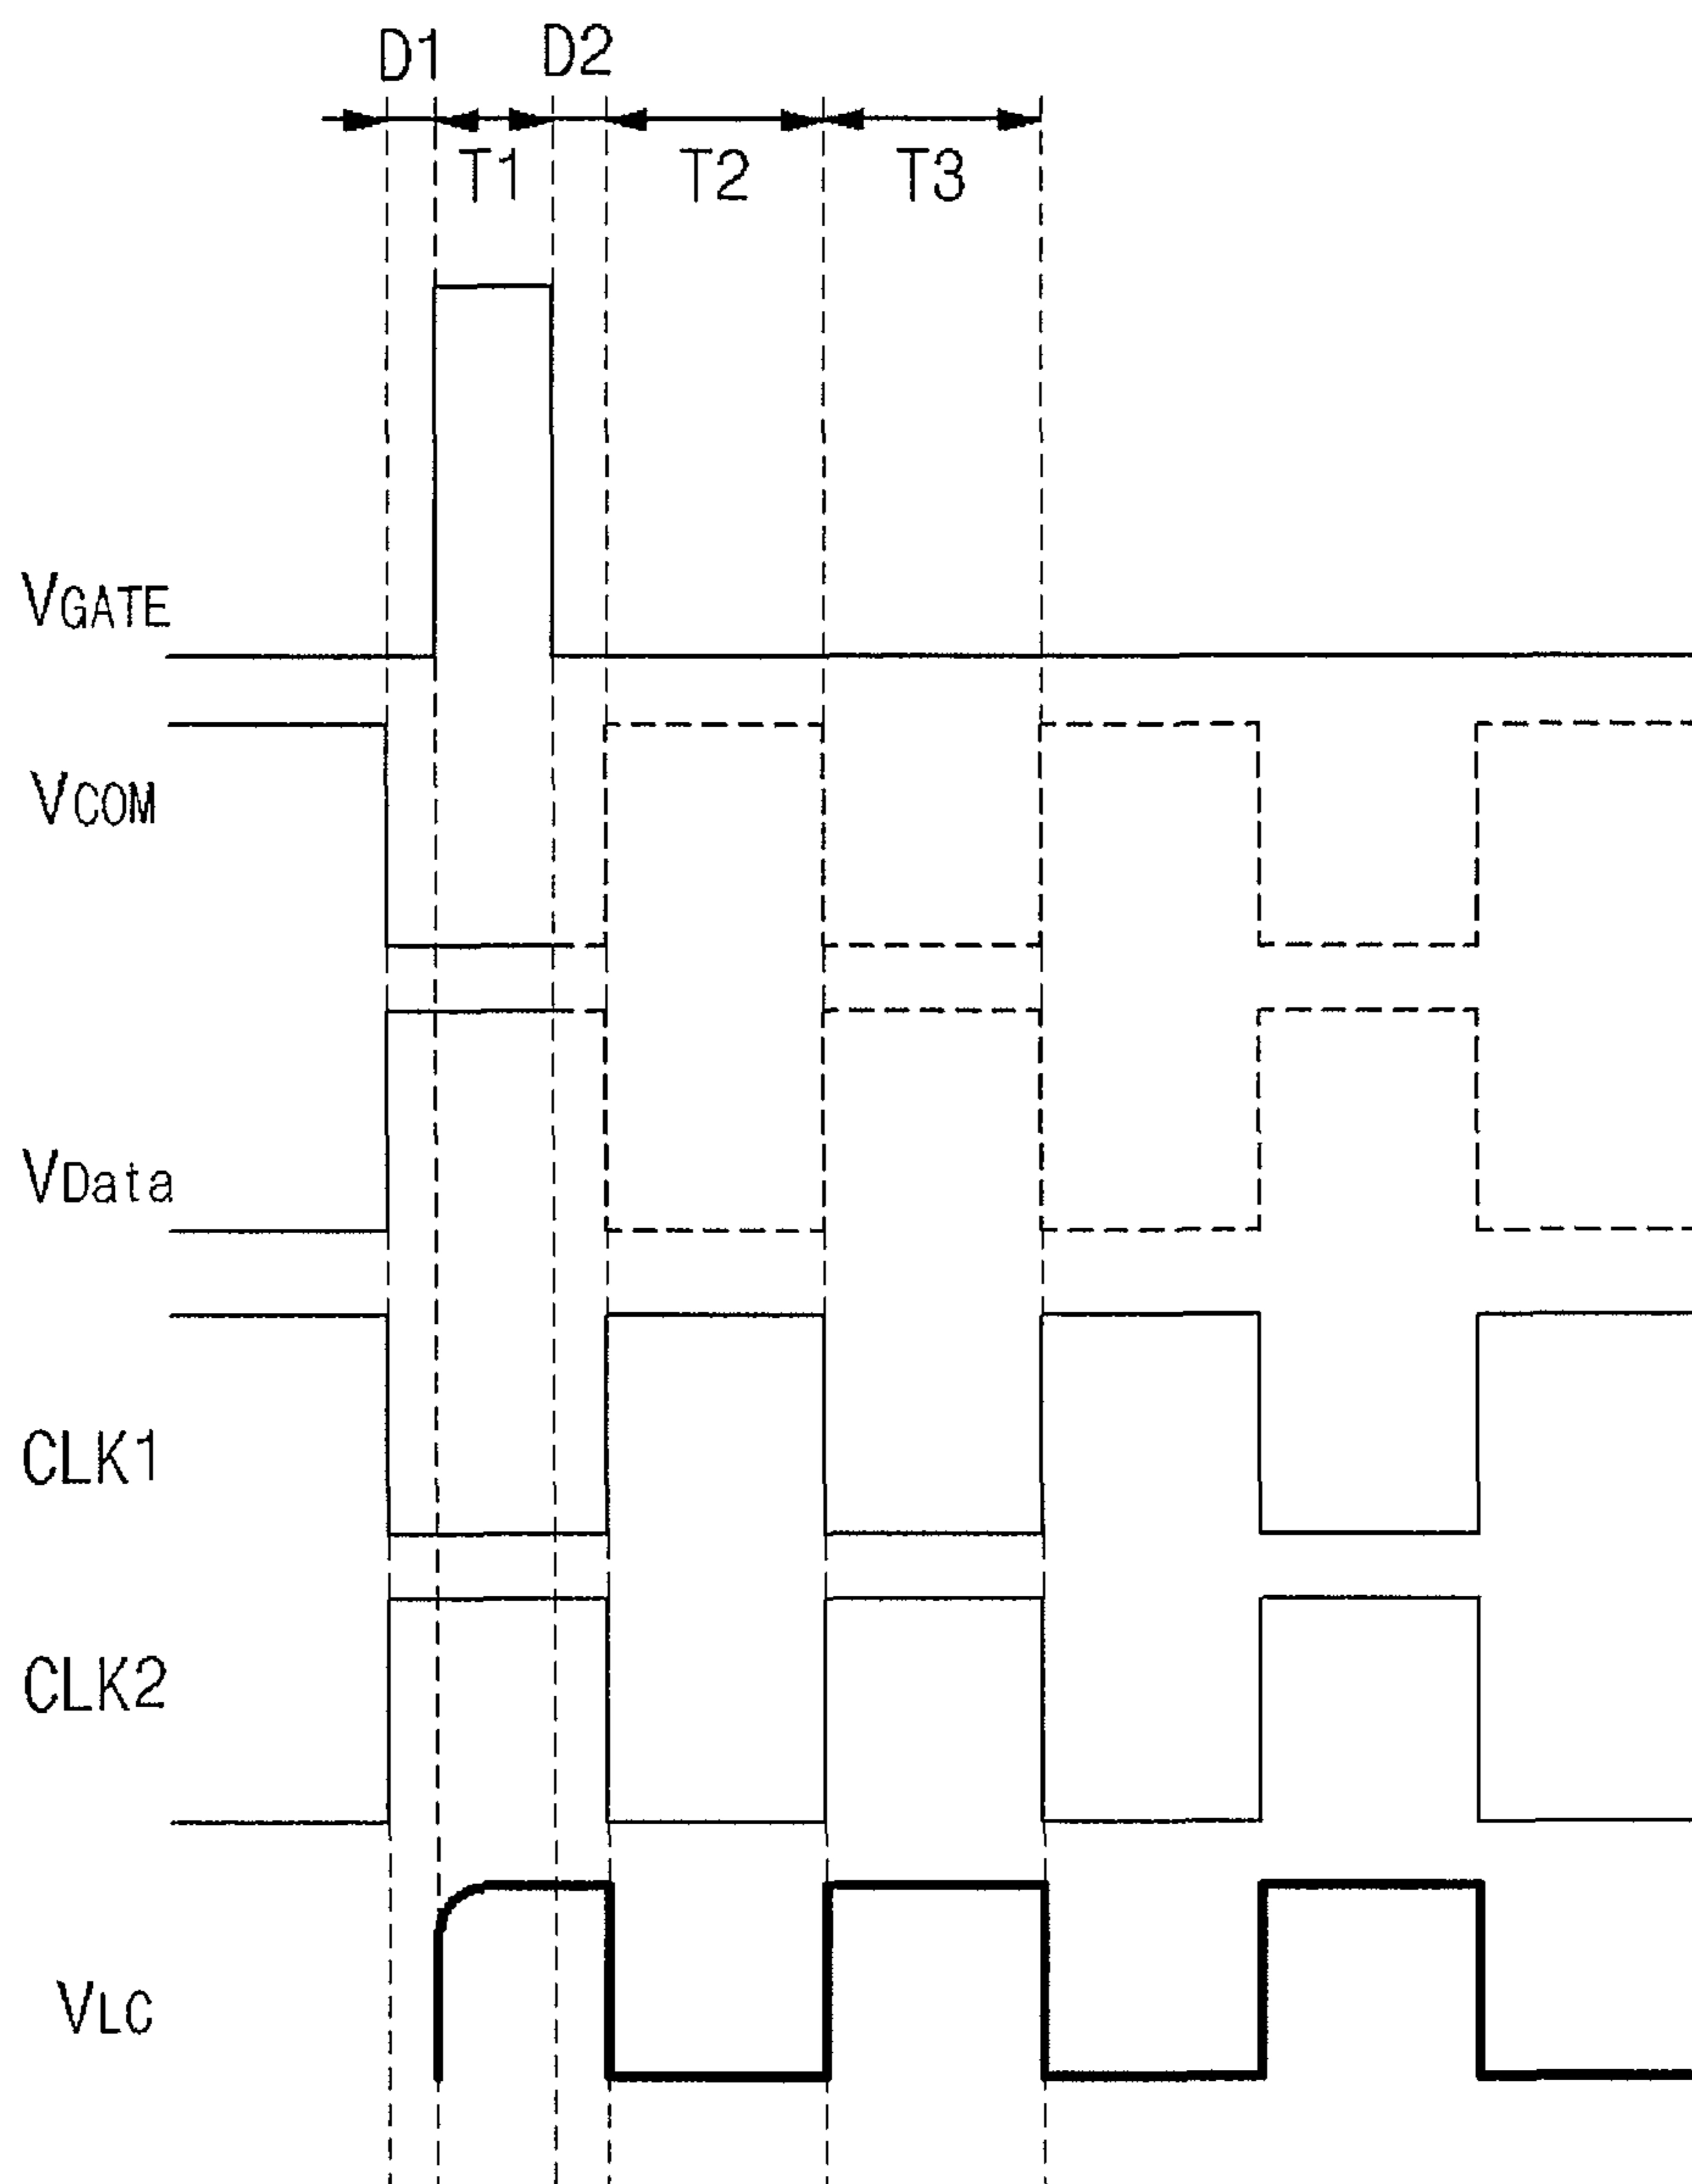 D1 D2
T1 T2 T3
VGATE
VCOM
VData
CLK1
CLK2
VLC